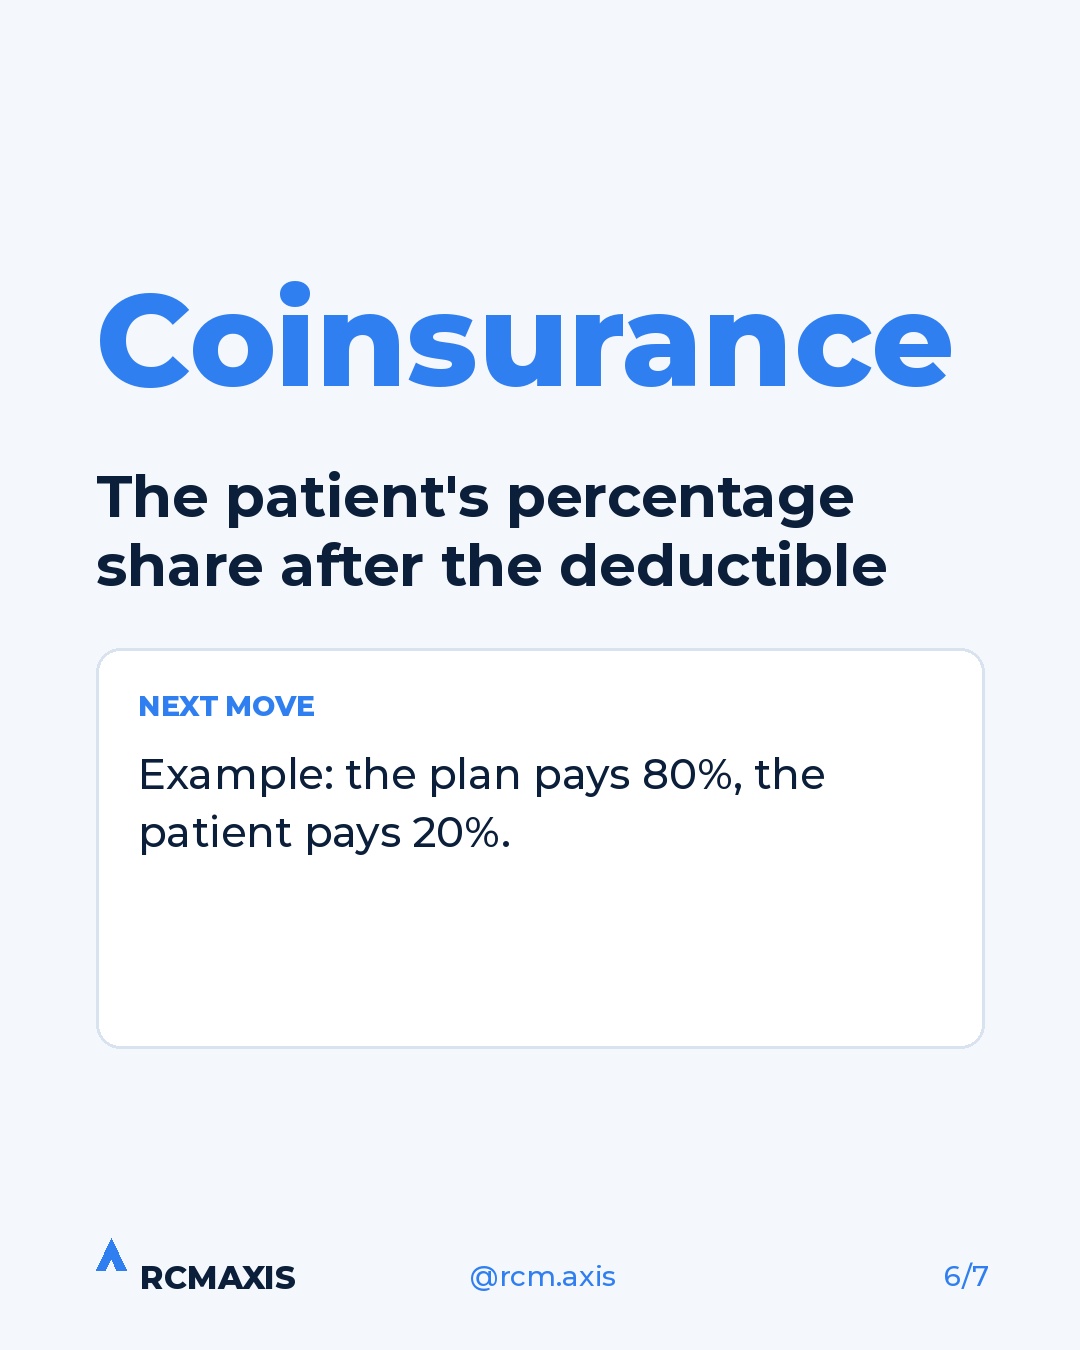 Coinsurance
The patient's percentage
share after the deductible
NEXT MOVE
Example: the plan pays 80%, the
patient pays 20%.
RCMAXIS
@rcm.axis
6/7